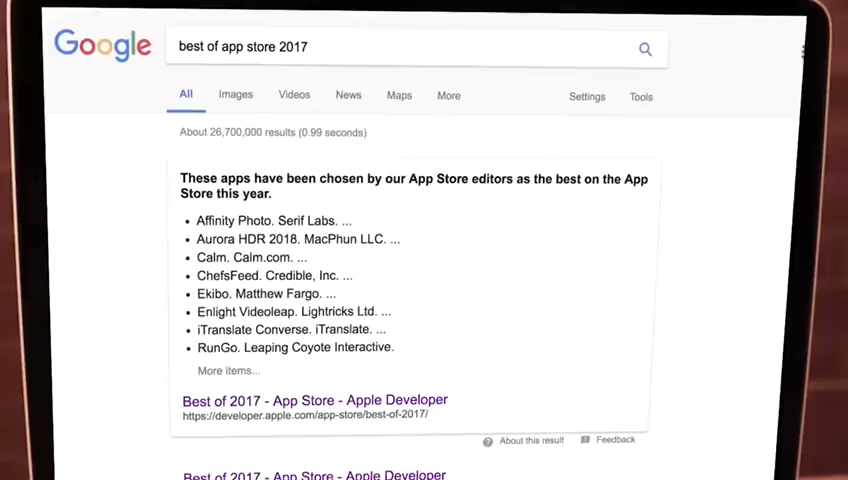 Google best of app store 2017
All Images Videos News Maps More Settings Tools
About 26,700,000 results (0.99 seconds)
These apps have been chosen by our App Store editors as the best on the App
Store this year.
• Affinity Photo. Serif Labs. ...
• Aurora HDR 2018. MacPhun LLC. ...
• Calm. Calm.com. ...
• ChefsFeed. Credible, Inc. ...
• Ekibo. Matthew Fargo. ...
• Enlight Videoleap. Lightricks Ltd. ...
• iTranslate Converse. iTranslate. ...
• RunGo. Leaping Coyote Interactive.
More items...
Best of 2017 - App Store - Apple Developer
https://developer.apple.com/app-store/best-of-2017/
About this result Feedback
Best of 2017 - App Store - Apple Developer